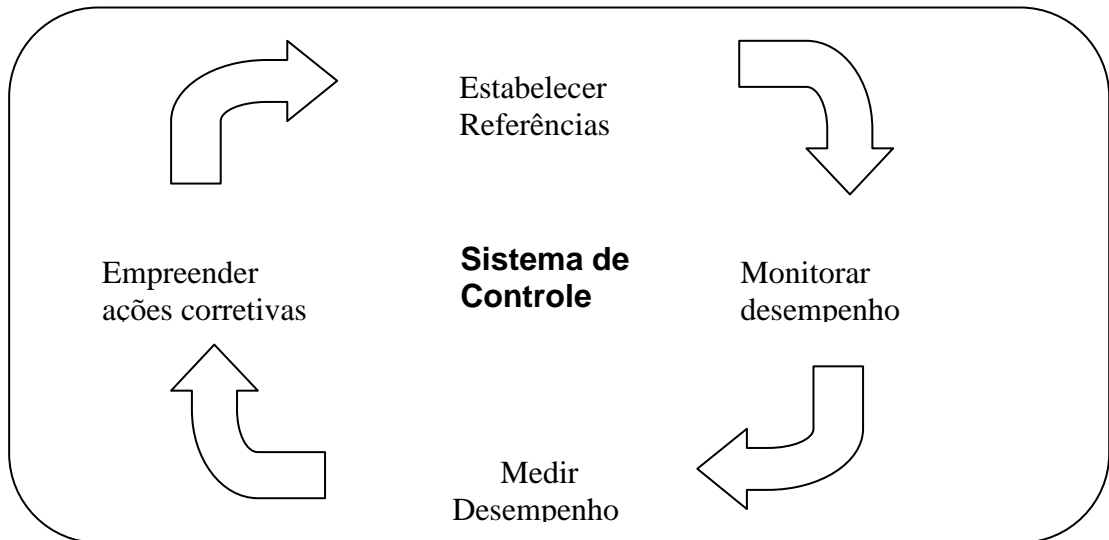 Estabelecer
Referências
Empreender
ações corretivas
Sistema de
Controle
Monitorar
desempenho
Medir
Desempenho